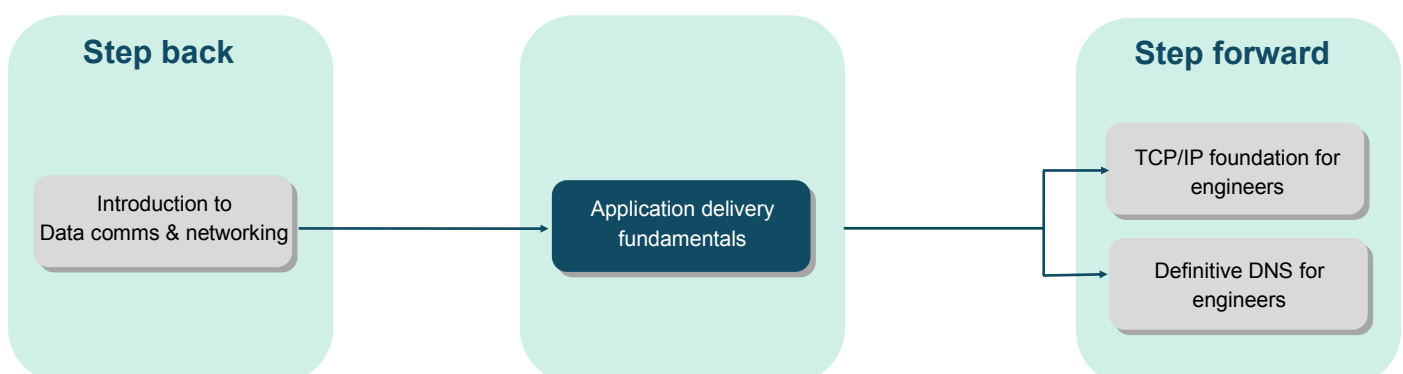 Step back
Introduction to
Data comms & networking
Application delivery
fundamentals
Step forward
TCP/IP foundation for
engineers
Definitive DNS for
engineers